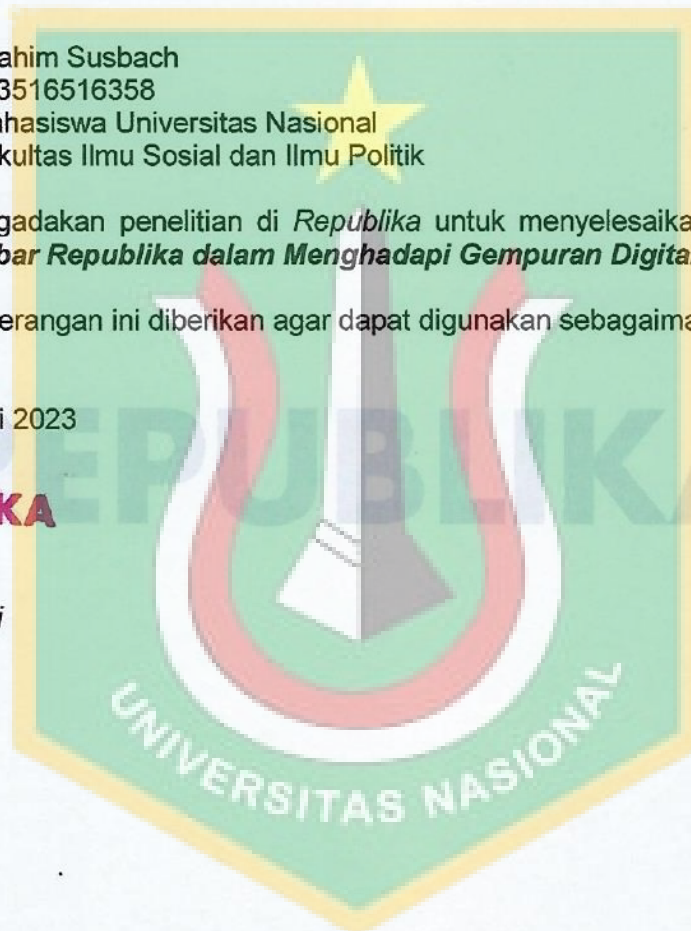 ahim Susbach
3516516358
ahasiswa Universitas Nasional
kultas Ilmu Sosial dan Ilmu Politik
gadakan penelitian di Republika untuk menyelesaika
bar Republika dalam Menghadapi Gempuran Digita
erangan ini diberikan agar dapat digunakan sebagaima
i 2023
REPUBLIKA
KA
i
UNIVERSITAS NASIONAL